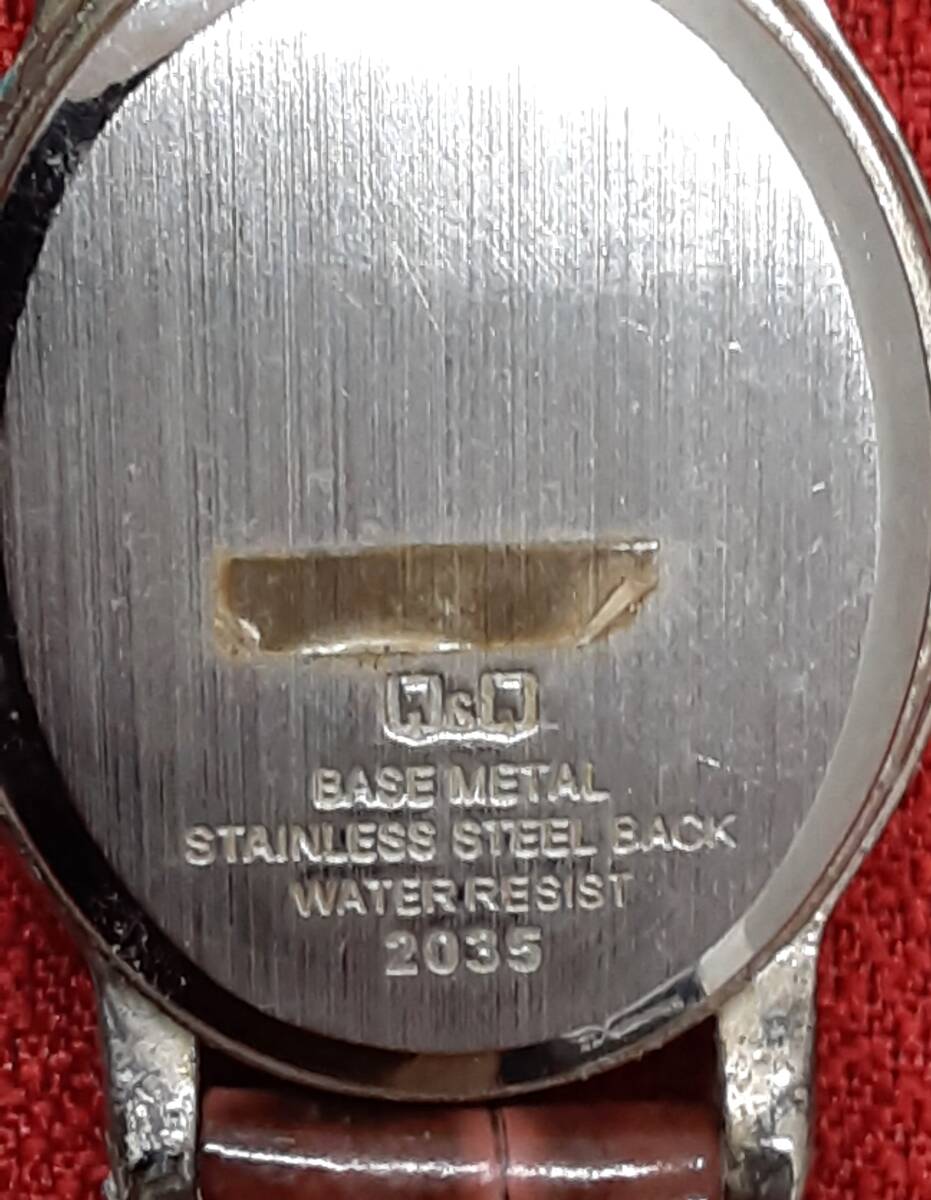 BASE METAL
STAINLESS STEEL BACK
WATER RESIST
2035